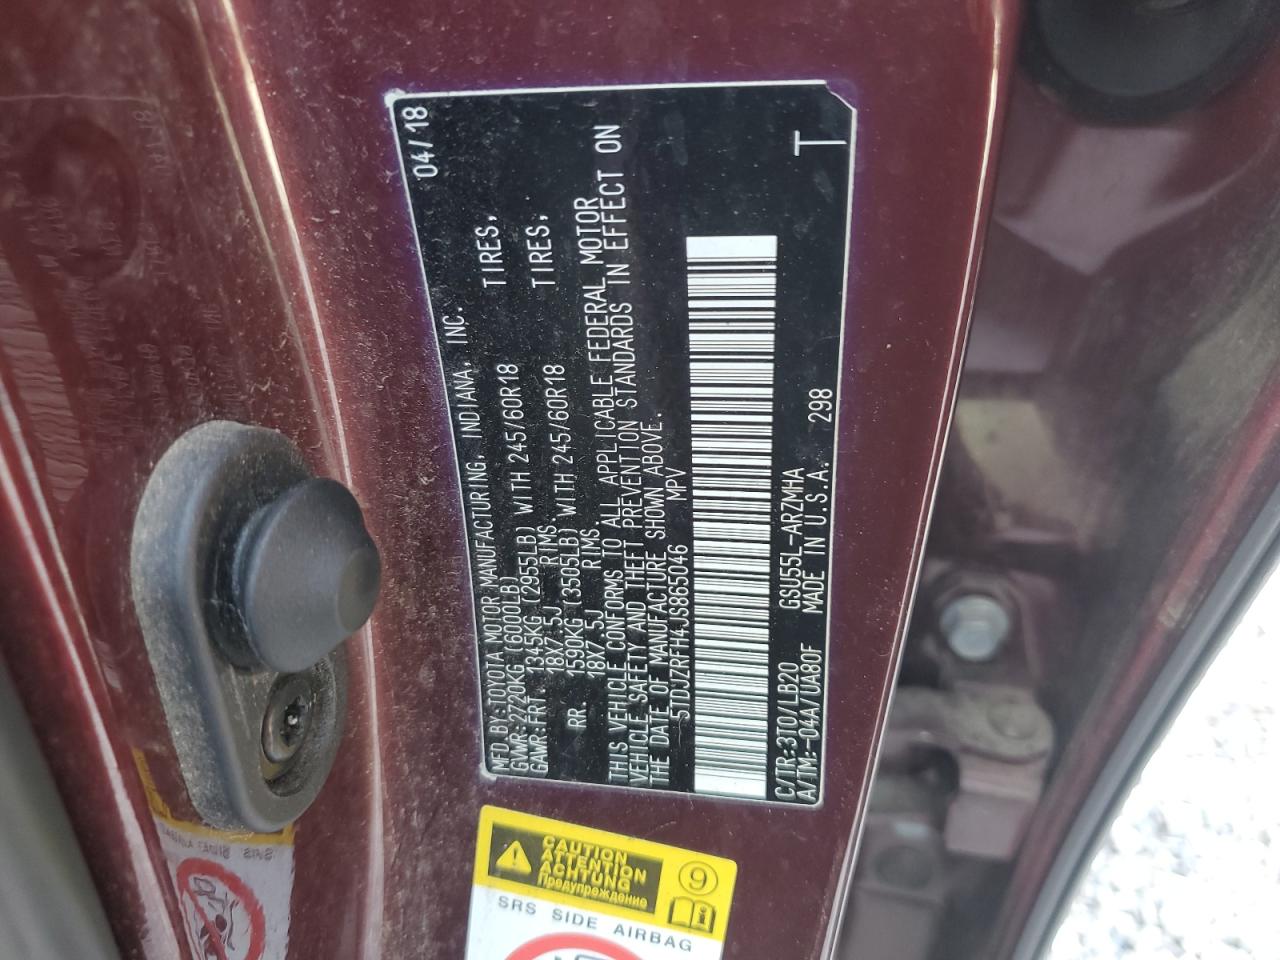 MFD.BY:TOYOTA MOTOR MANUFACTURING, INDIANA, INC. 04/18
GVWR:2720KG (6000LB)
GAWR:FRT. 1345KG (2955LB) WITH 245/60R18 TIRES,
18X7.5J RIMS
RR. 1590KG (3505LB) WITH 245/60R18 TIRES,
18X7.5J RIMS
THIS VEHICLE CONFORMS TO ALL APPLICABLE FEDERAL MOTOR
VEHICLE SAFETY AND THEFT PREVENTION STANDARDS IN EFFECT ON
THE DATE OF MANUFACTURE SHOWN ABOVE.
5TDJZRFH4JS865046 MPV
T
C/TR:3T0/LB20 GSU55L-ARZMHA
A/TM:-04A/UA80F MADE IN U.S.A. 298
CAUTION
ATTENTION
ACHTUNG
Предупреждение
9
SRS SIDE AIRBAG